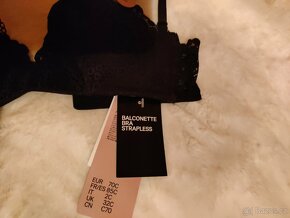 BALCONETTE
BRA
STRAPLESS
EUR 70C
FR/ES 85C
IT 2C
UK 32C
CN C70